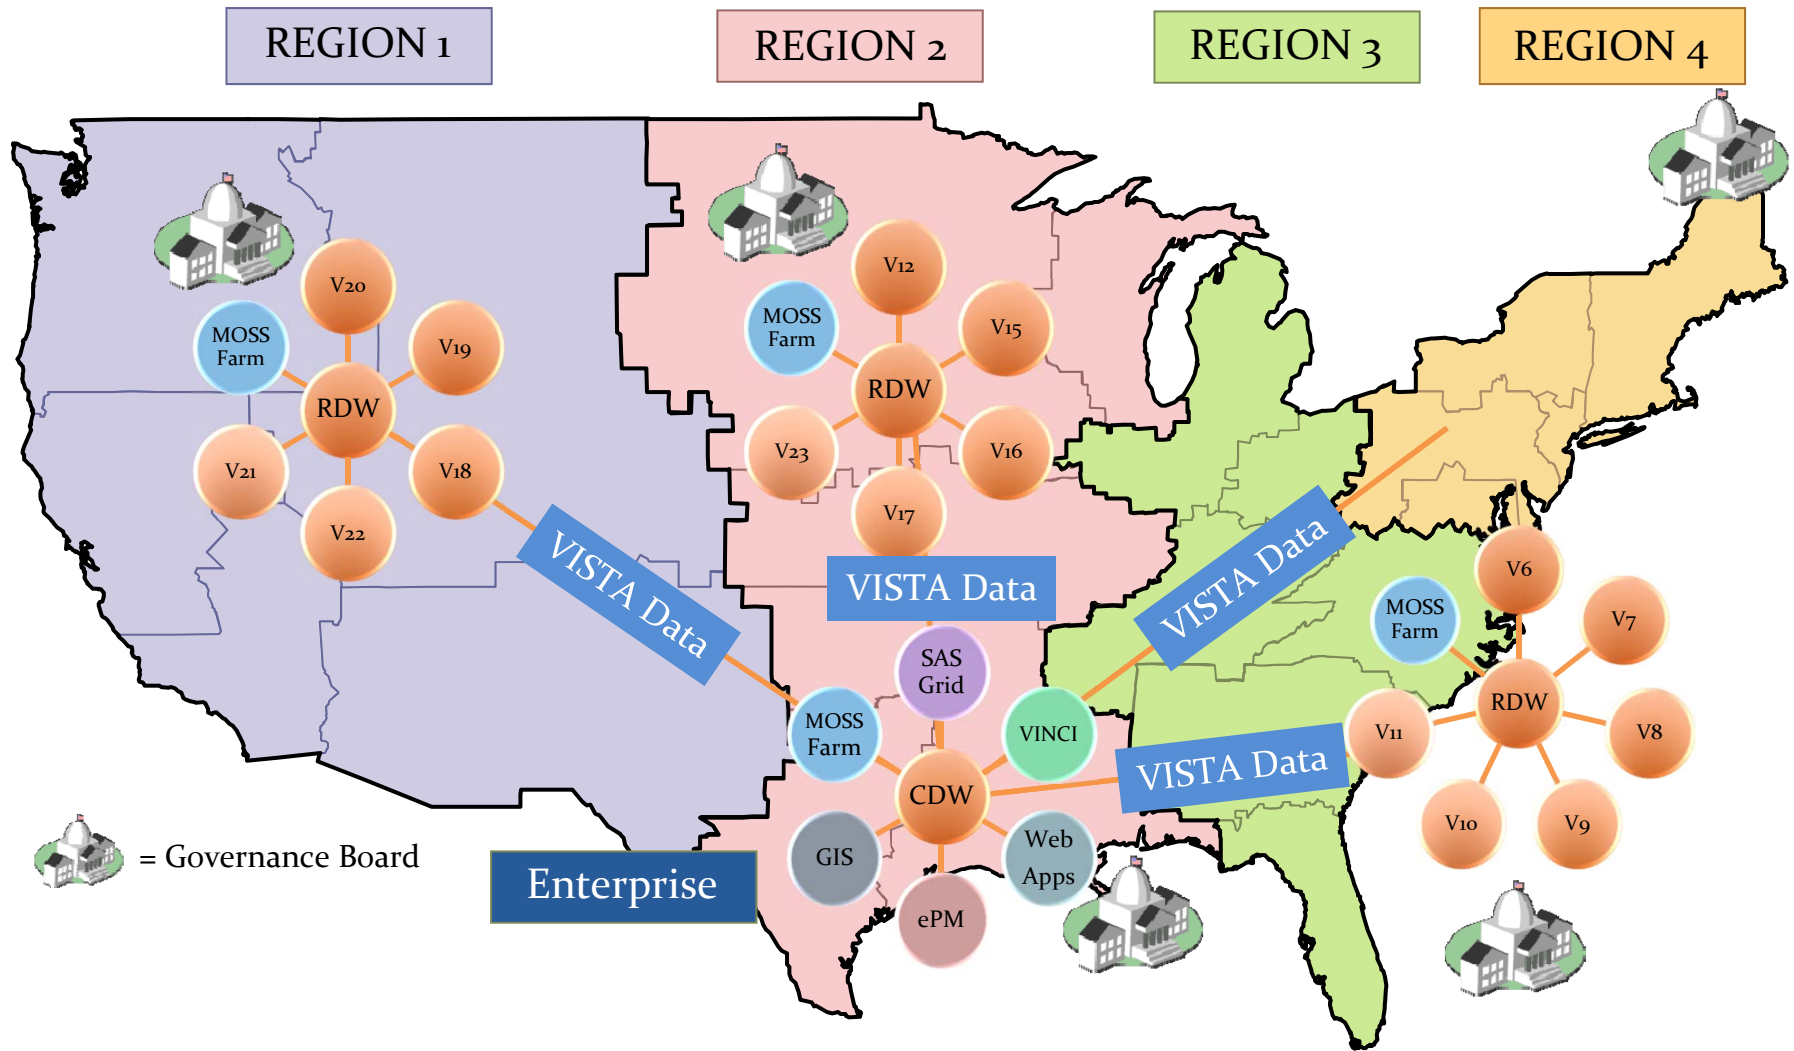 REGION 1
REGION 2
REGION 3
REGION 4
V20
MOSS
Farm
V19
RDW
V21
V18
V22
V12
MOSS
Farm
V15
RDW
V23
V16
V17
VISTA Data
VISTA Data
VISTA Data
VISTA Data
V6
MOSS
Farm
V7
RDW
V11
V8
V10
V9
SAS
Grid
MOSS
Farm
VINCI
CDW
GIS
Web
Apps
ePM
Enterprise
= Governance Board